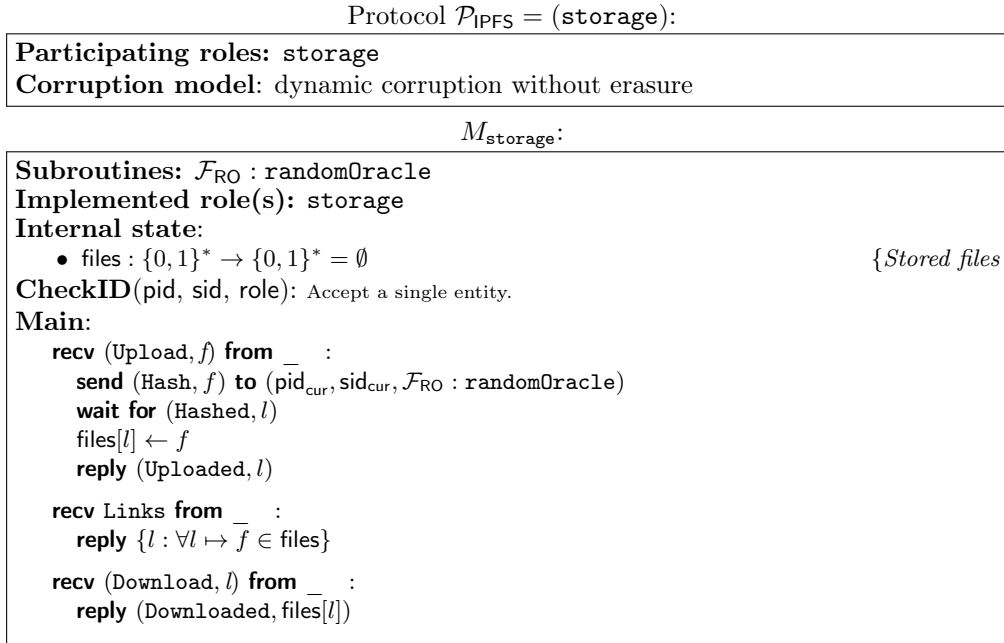 Protocol 𝒫_IPFS = (storage):
Participating roles: storage
Corruption model: dynamic corruption without erasure
M_storage:
Subroutines: ℱ_RO : randomOracle
Implemented role(s): storage
Internal state:
• files : {0, 1}* → {0, 1}* = ∅ {Stored files
CheckID(pid, sid, role): Accept a single entity.
Main:
recv (Upload, f) from _ :
send (Hash, f) to (pid_cur, sid_cur, ℱ_RO : randomOracle)
wait for (Hashed, l)
files[l] ← f
reply (Uploaded, l)
recv Links from _ :
reply {l : ∀l ↦ f ∈ files}
recv (Download, l) from _ :
reply (Downloaded, files[l])